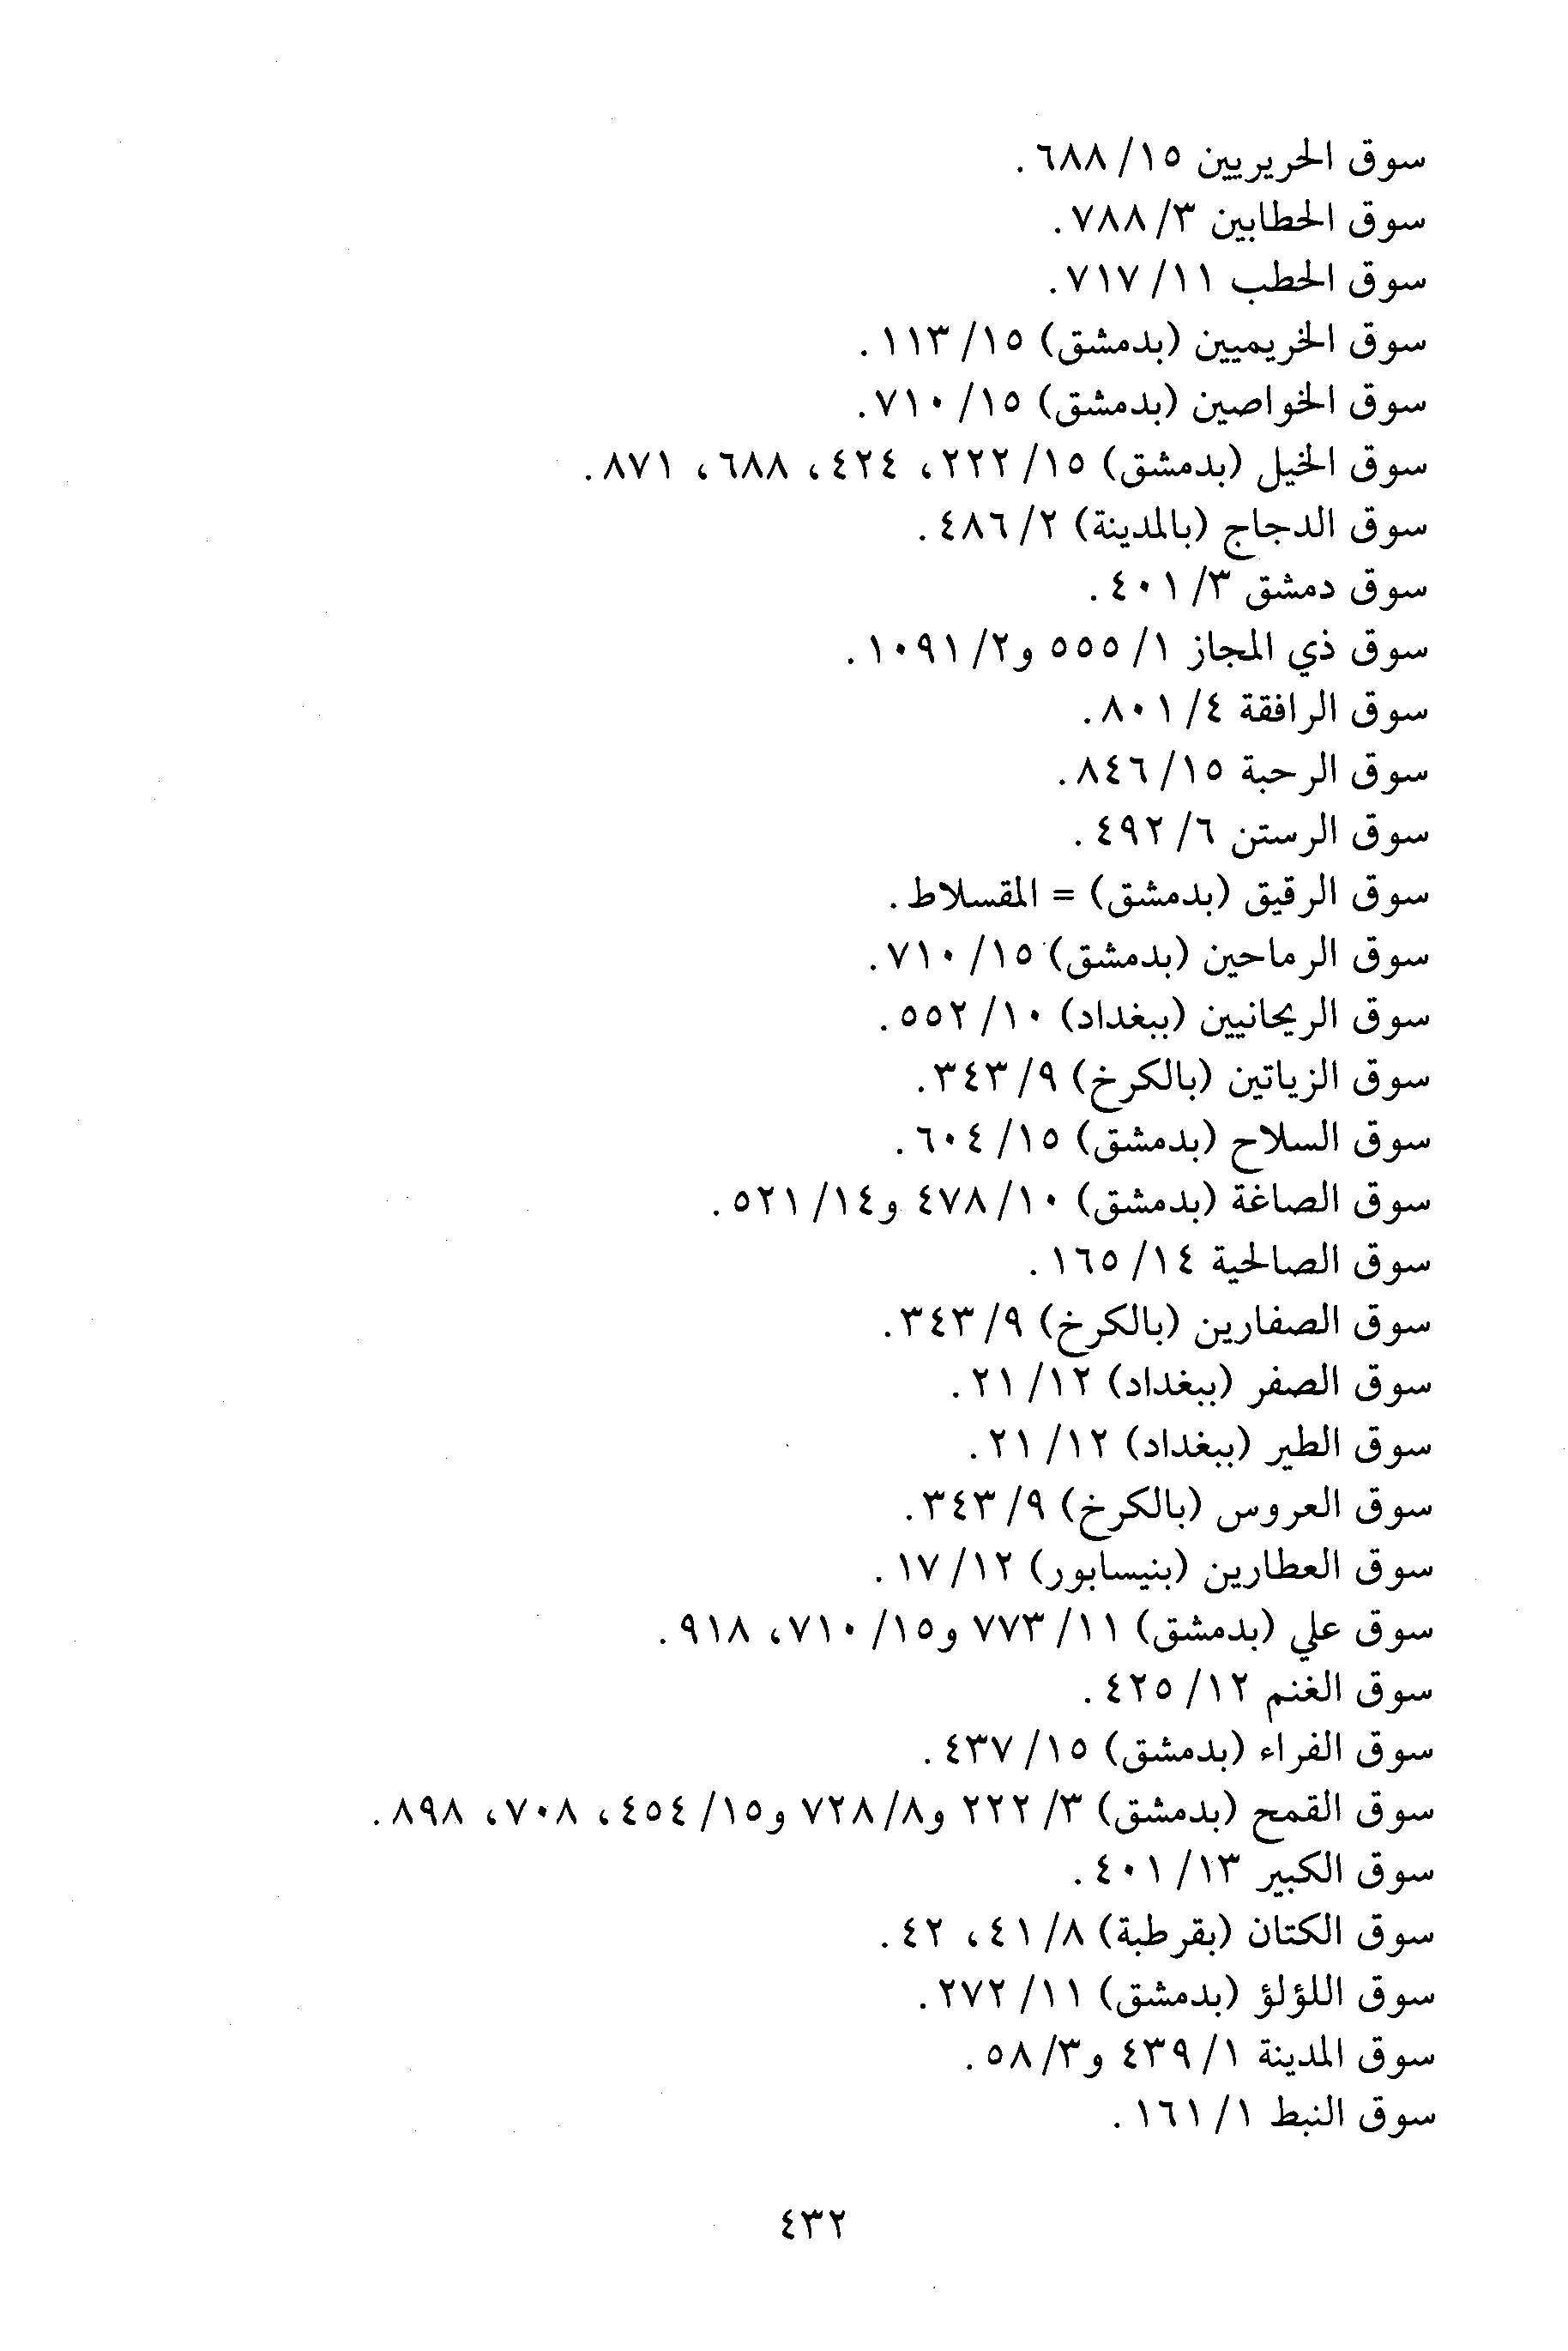 سوق الحريريين ١٥/ ٦٨٨.
سوق الحطابين ٣/ ٧٨٨.
سوق الحطب ١١/ ٧١٧.
سوق الخريميين (بدمشق) ١٥/ ١١٣.
سوق الخواصين (بدمشق) ١٥/ ٧١٠.
سوق الخيل (بدمشق) ١٥/ ٢٢٢، ٤٢٤، ٦٨٨، ٨٧١.
سوق الدجاج (بالمدينة) ٢/ ٤٨٦.
سوق دمشق ٣/ ٤٠١.
سوق ذي المجاز ١/ ٥٥٥ و٢/ ١٠٩١.
سوق الرافقة ٤/ ٨٠١.
سوق الرحبة ١٥/ ٨٤٦.
سوق الرستن ٦/ ٤٩٢.
سوق الرقيق (بدمشق) = المقسلاط.
سوق الرماحين (بدمشق) ١٥/ ٧١٠.
سوق الريحانيين (ببغداد) ١٠/ ٥٥٢.
سوق الزياتين (بالكرخ) ٩/ ٣٤٣.
سوق السلاح (بدمشق) ١٥/ ٦٠٤.
سوق الصاغة (بدمشق) ١٠/ ٤٧٨ و١٤/ ٥٢١.
سوق الصالحية ١٤/ ١٦٥.
سوق الصفارين (بالكرخ) ٩/ ٣٤٣.
سوق الصفر (ببغداد) ١٢/ ٢١.
سوق الطير (ببغداد) ١٢/ ٢١.
سوق العروس (بالكرخ) ٩/ ٣٤٣.
سوق العطارين (بنيسابور) ١٢/ ١٧.
سوق علي (بدمشق) ١١/ ٧٧٣ و١٥/ ٧١٠، ٩١٨.
سوق الغنم ١٢/ ٤٢٥.
سوق الفراء (بدمشق) ١٥/ ٤٣٧.
سوق القمح (بدمشق) ٣/ ٢٢٢ و٨/ ٧٢٨ و١٥/ ٤٥٤، ٧٠٨، ٨٩٨.
سوق الكبير ١٣/ ٤٠١.
سوق الكتان (بقرطبة) ٨/ ٤١، ٤٢.
سوق اللؤلؤ (بدمشق) ١١/ ٢٧٢.
سوق المدينة ١/ ٤٣٩ و٣/ ٥٨.
سوق النبط ١/ ١٦١.
٤٣٢